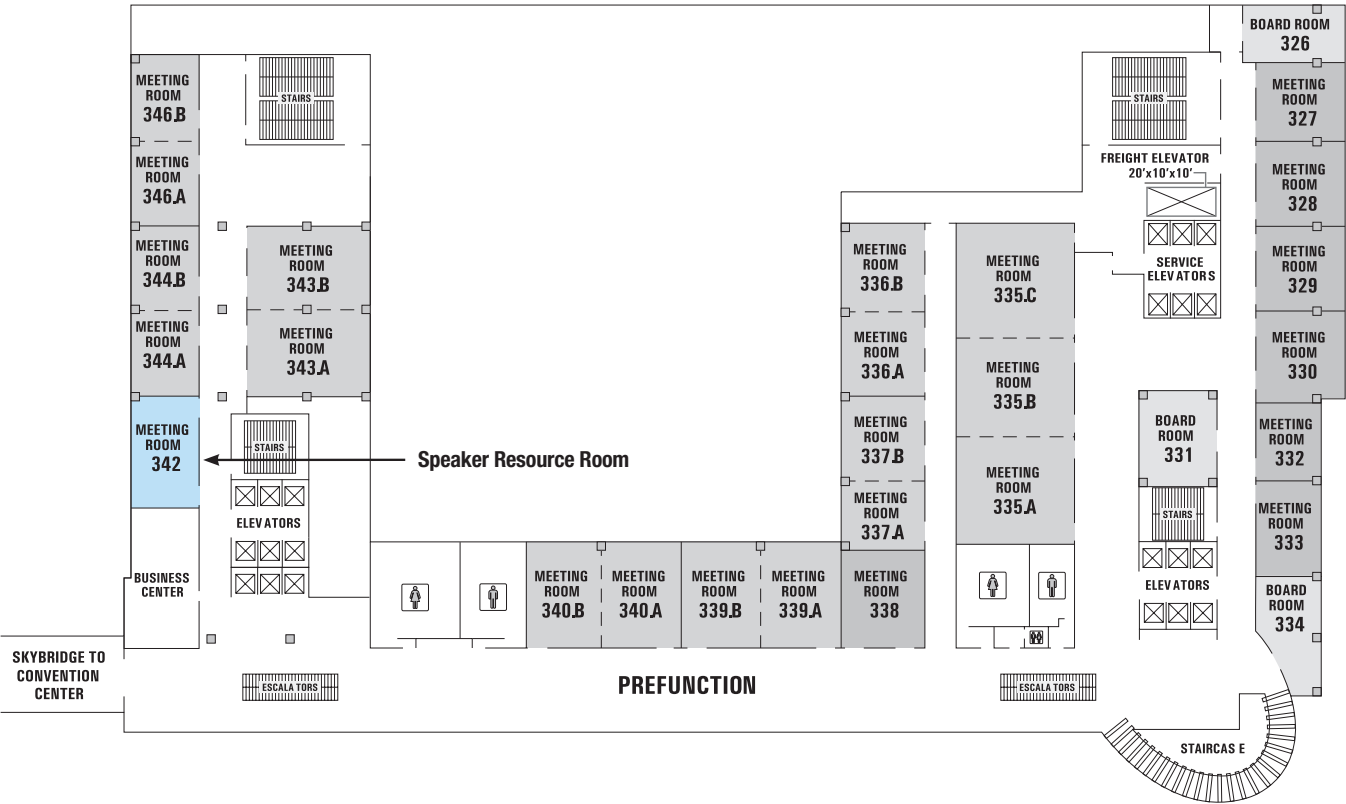 BOARD ROOM
326
MEETING
ROOM
346.B
STAIRS
STAIRS
MEETING
ROOM
327
MEETING
ROOM
346.A
FREIGHT ELEVATOR
20'x10'x10'
MEETING
ROOM
328
MEETING
ROOM
344.B
MEETING
ROOM
343.B
MEETING
ROOM
336.B
MEETING
ROOM
335.C
SERVICE
ELEVATORS
MEETING
ROOM
329
MEETING
ROOM
344.A
MEETING
ROOM
343.A
MEETING
ROOM
336.A
MEETING
ROOM
335.B
MEETING
ROOM
330
MEETING
ROOM
342
STAIRS
Speaker Resource Room
MEETING
ROOM
337.B
MEETING
ROOM
335.A
BOARD
ROOM
331
MEETING
ROOM
332
ELEVATORS
MEETING
ROOM
337.A
STAIRS
MEETING
ROOM
333
BUSINESS
CENTER
MEETING
ROOM
340.B
MEETING
ROOM
340.A
MEETING
ROOM
339.B
MEETING
ROOM
339.A
MEETING
ROOM
338
ELEVATORS
BOARD
ROOM
334
SKYBRIDGE TO
CONVENTION
CENTER
ESCALATORS
PREFUNCTION
ESCALATORS
STAIRCASE